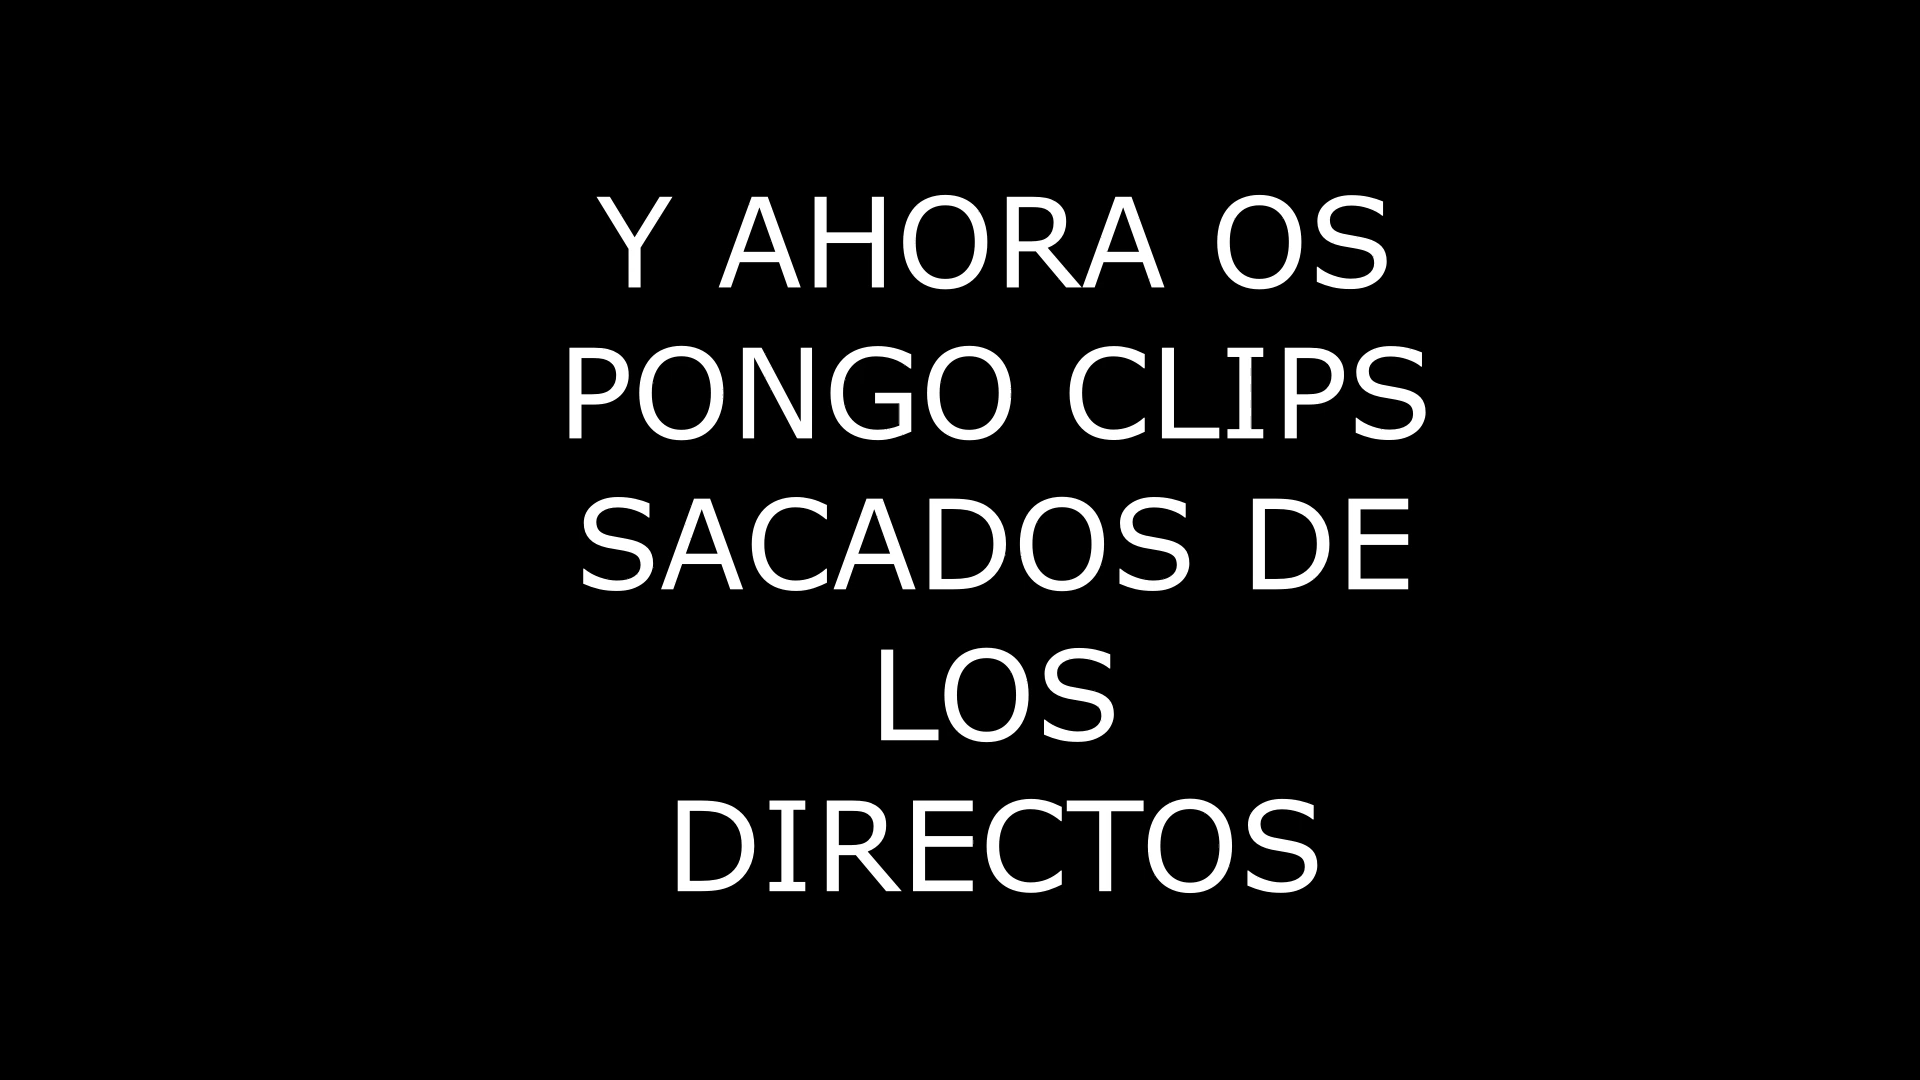 Y AHORA OS
PONGO CLIPS
SACADOS DE
LOS
DIRECTOS